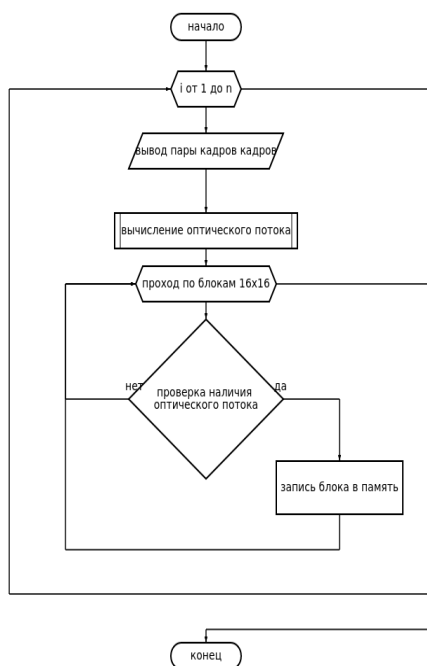 начало
i от 1 до n
вывод пары кадров кадров
вычисление оптического потока
проход по блокам 16x16
нет
да
проверка наличия
оптического потока
запись блока в память
конец